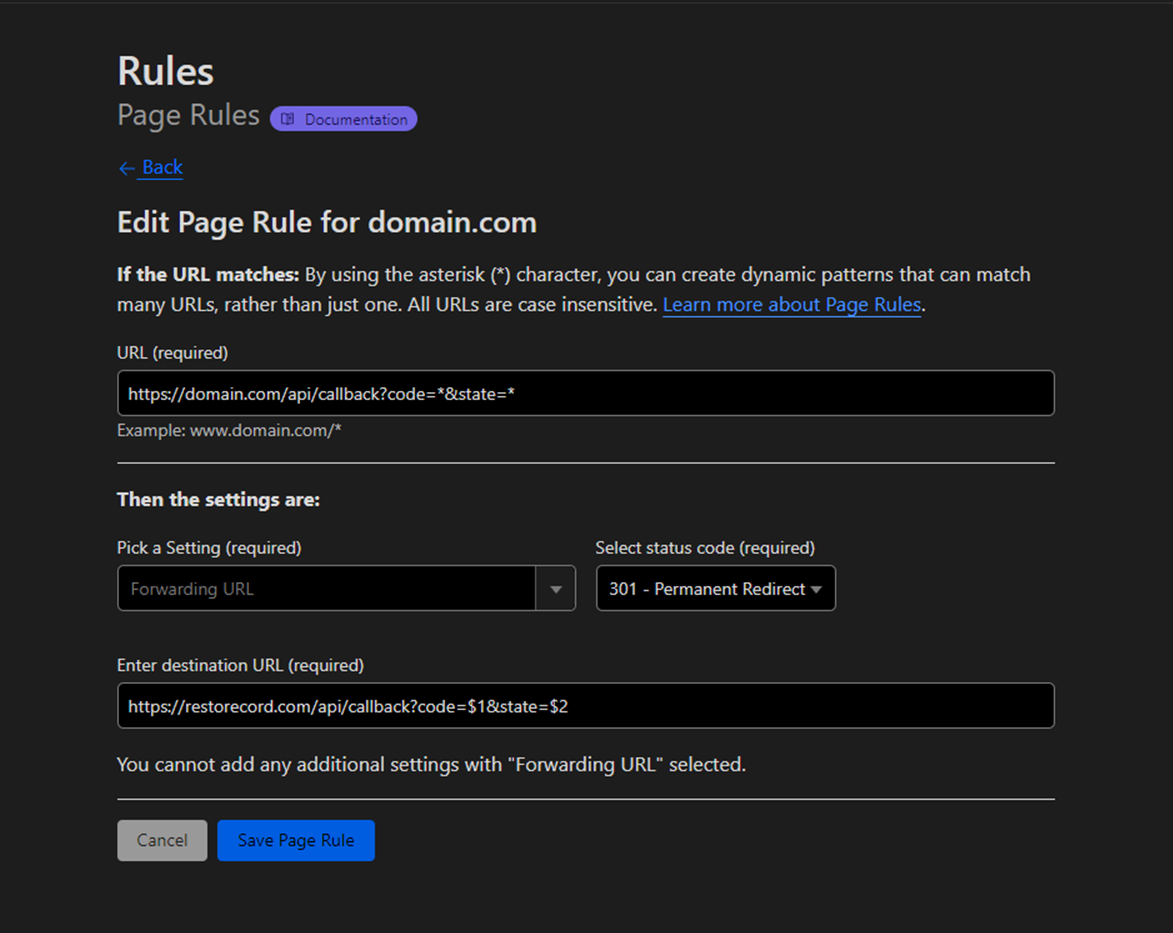 Rules
Page Rules Documentation
← Back
Edit Page Rule for domain.com
If the URL matches: By using the asterisk (*) character, you can create dynamic patterns that can match
many URLs, rather than just one. All URLs are case insensitive. Learn more about Page Rules.
URL (required)
https://domain.com/api/callback?code=*&state=*
Example: www.domain.com/*
Then the settings are:
Pick a Setting (required) Select status code (required)
Forwarding URL 301 - Permanent Redirect
Enter destination URL (required)
https://restorecord.com/api/callback?code=$1&state=$2
You cannot add any additional settings with "Forwarding URL" selected.
Cancel Save Page Rule